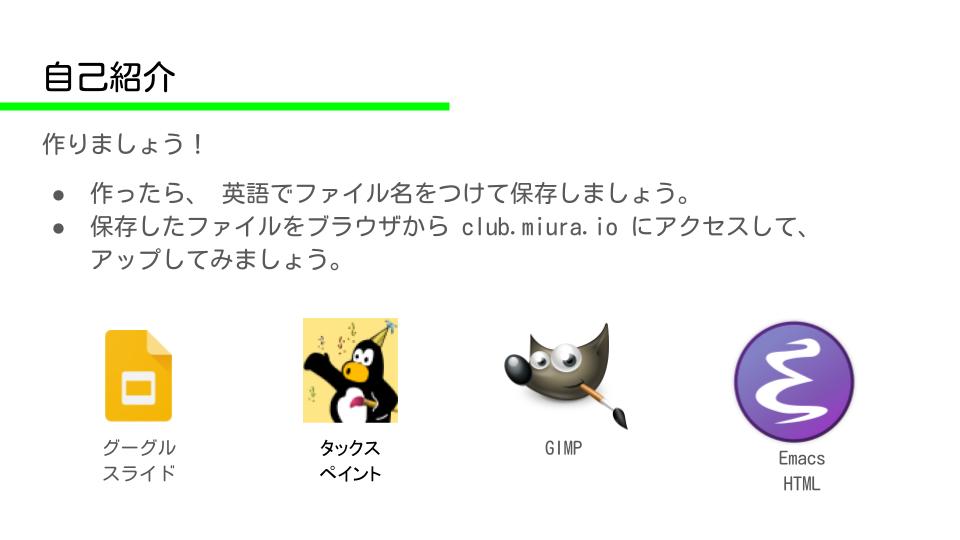 自己紹介
作りましょう！
● 作ったら、 英語でファイル名をつけて保存しましょう。
● 保存したファイルをブラウザから club.miura.io にアクセスして、
アップしてみましょう。
グーグル
スライド
タックス
ペイント
GIMP
Emacs
HTML